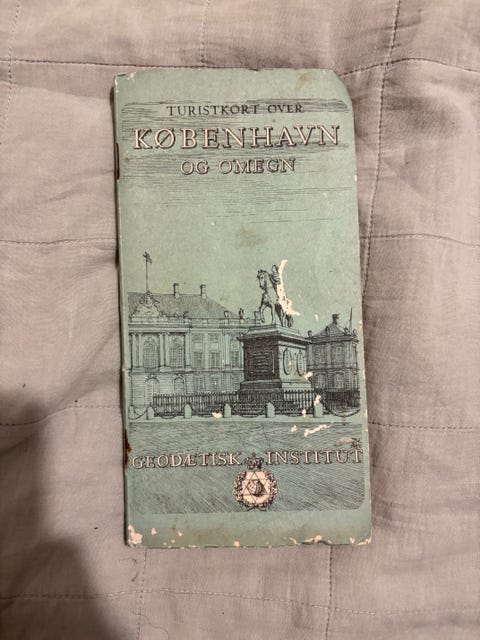 TURISTKORT OVER
KØBENHAVN
OG OMEGN
GEODÆTISK INSTITUT